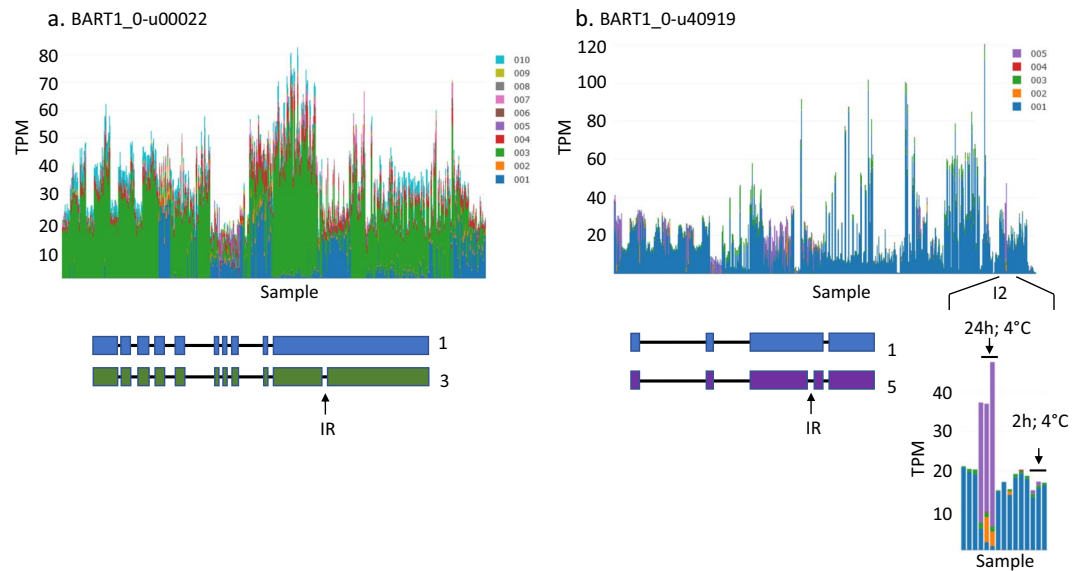 a. BART1_0-u00022
TPM
80
70
60
50
40
30
20
10
010
009
008
007
006
005
004
003
002
001
Sample
1
3
IR
b. BART1_0-u40919
TPM
120
100
80
60
40
20
005
004
003
002
001
Sample
I2
1
5
IR
24h; 4°C
2h; 4°C
TPM
40
30
20
10
Sample